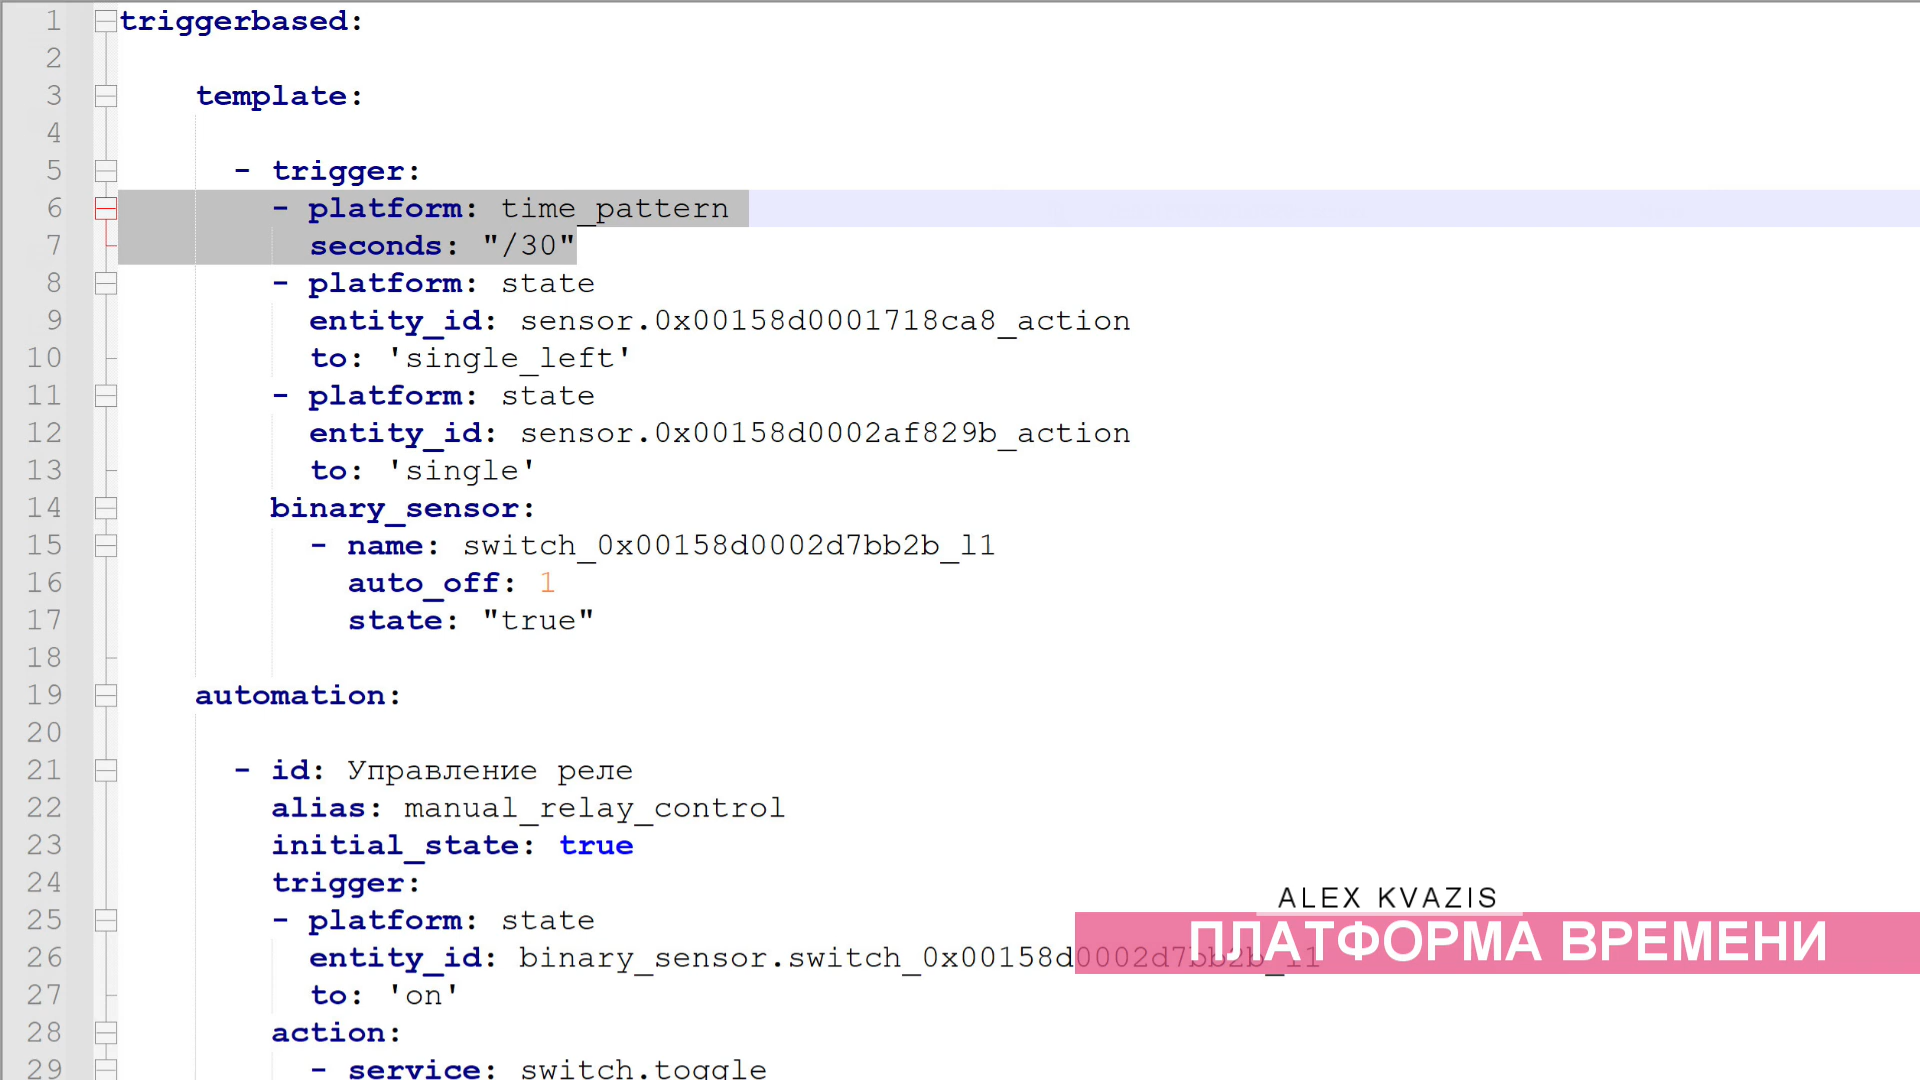 1 triggerbased:
2
3 template:
4
5 - trigger:
6 - platform: time_pattern
7 seconds: "/30"
8 - platform: state
9 entity_id: sensor.0x00158d0001718ca8_action
10 to: 'single_left'
11 - platform: state
12 entity_id: sensor.0x00158d0002af829b_action
13 to: 'single'
14 binary_sensor:
15 - name: switch_0x00158d0002d7bb2b_l1
16 auto_off: 1
17 state: "true"
18
19 automation:
20
21 - id: Управление реле
22 alias: manual_relay_control
23 initial_state: true
24 trigger:
25 - platform: state
26 entity_id: binary_sensor.switch_0x00158d0002d7bb2b_l1
27 to: 'on'
28 action:
29 - service: switch.toggle
ALEX KVAZIS
ПЛАТФОРМА ВРЕМЕНИ